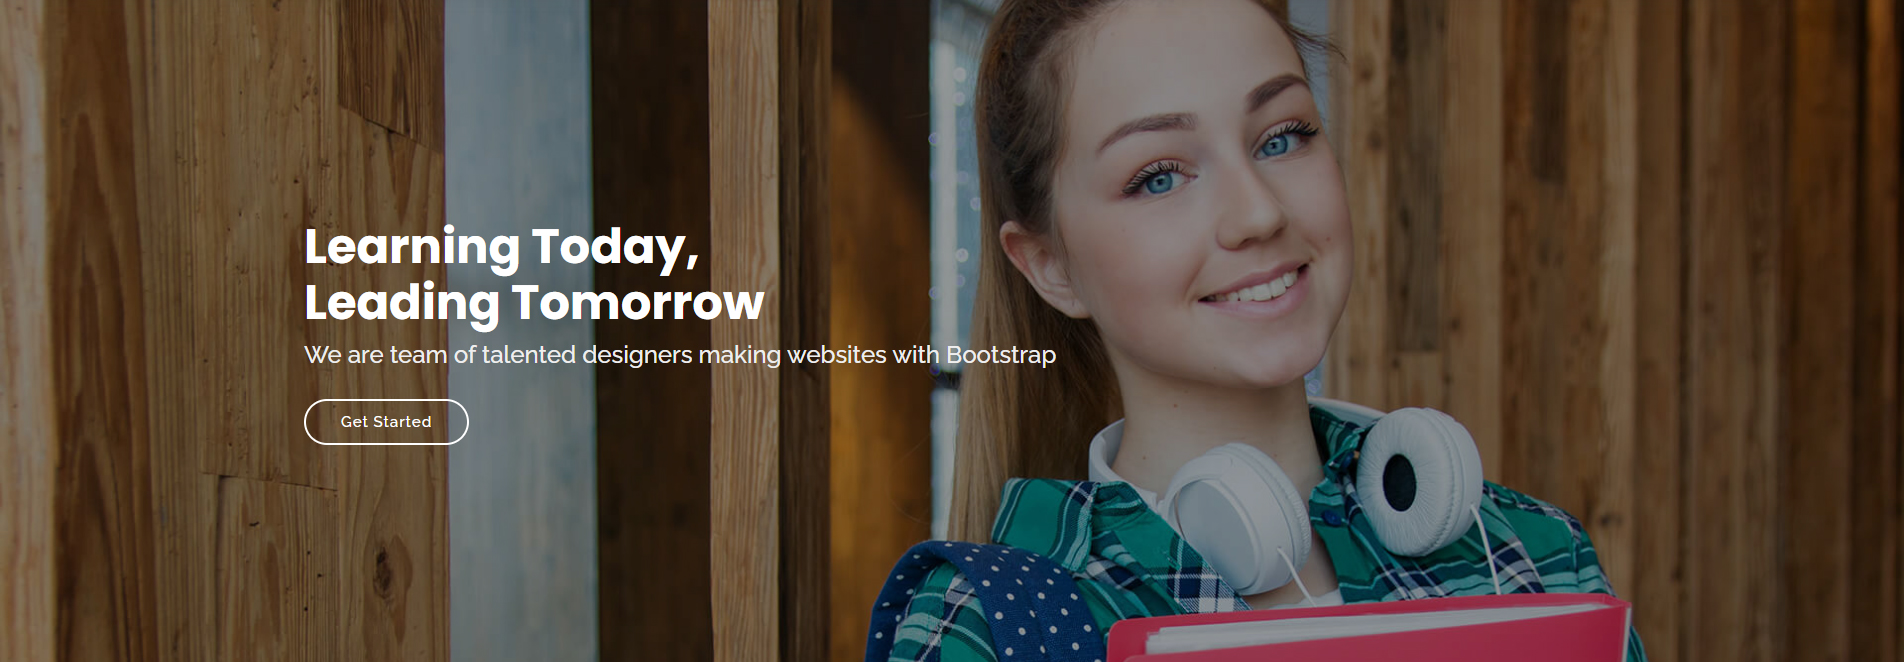 Learning Today,
Leading Tomorrow
We are team of talented designers making websites with Bootstrap
Get Started